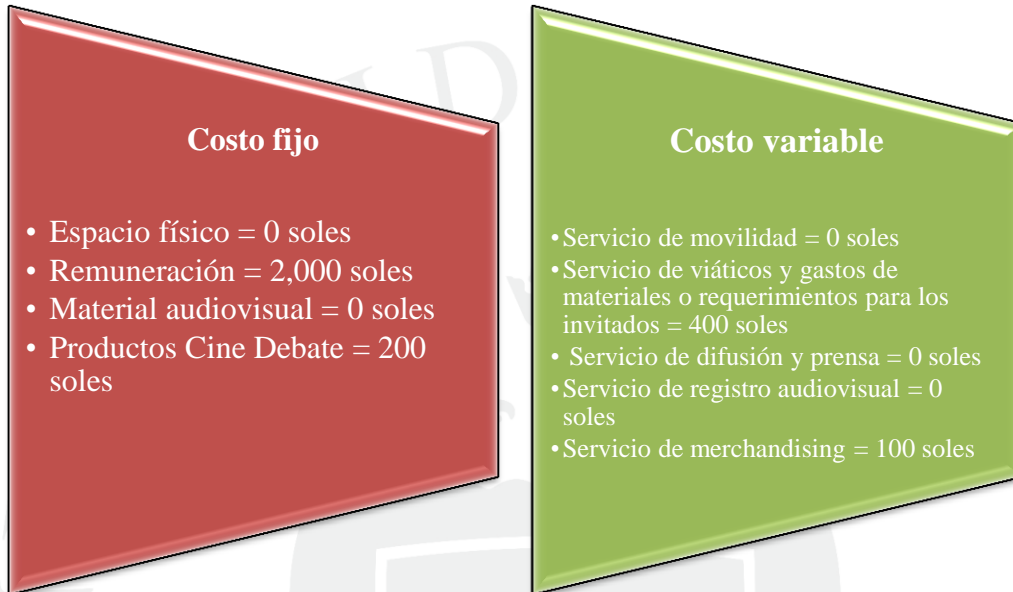 Costo fijo
• Espacio físico = 0 soles
• Remuneración = 2,000 soles
• Material audiovisual = 0 soles
• Productos Cine Debate = 200
soles
Costo variable
• Servicio de movilidad = 0 soles
• Servicio de viáticos y gastos de
materiales o requerimientos para los
invitados = 400 soles
• Servicio de difusión y prensa = 0 soles
• Servicio de registro audiovisual = 0
soles
• Servicio de merchandising = 100 soles